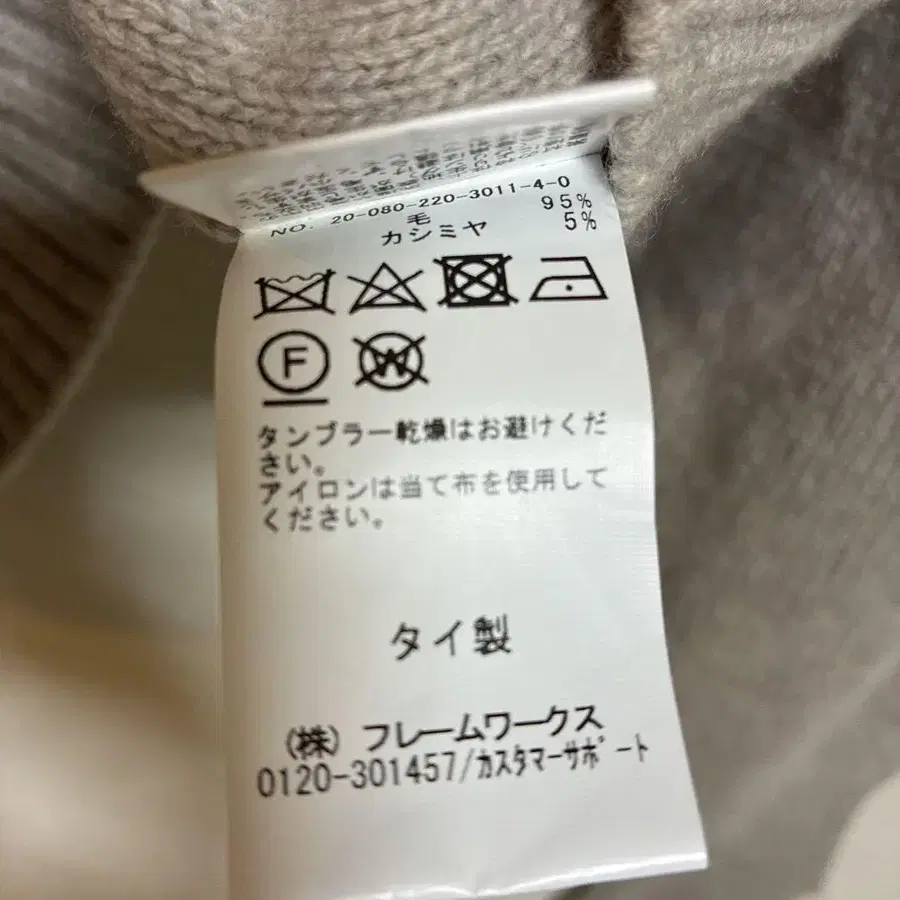 NO. 20-080-220-3011-4-0
毛 95%
カシミヤ 5%
F
W
タンブラー乾燥はお避けくだ
さい。
アイロンは当て布を使用して
ください。
タイ製
(株) フレームワークス
0120-301457/カスタマーサポート